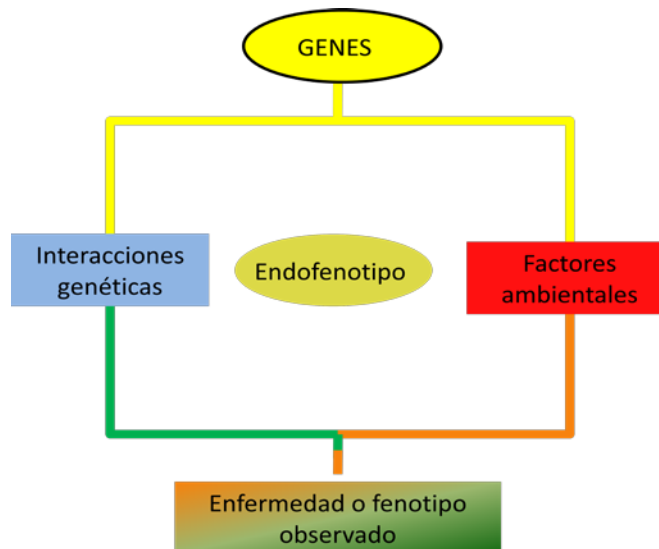 GENES
Interacciones
genéticas
Endofenotipo
Factores
ambientales
Enfermedad o fenotipo
observado